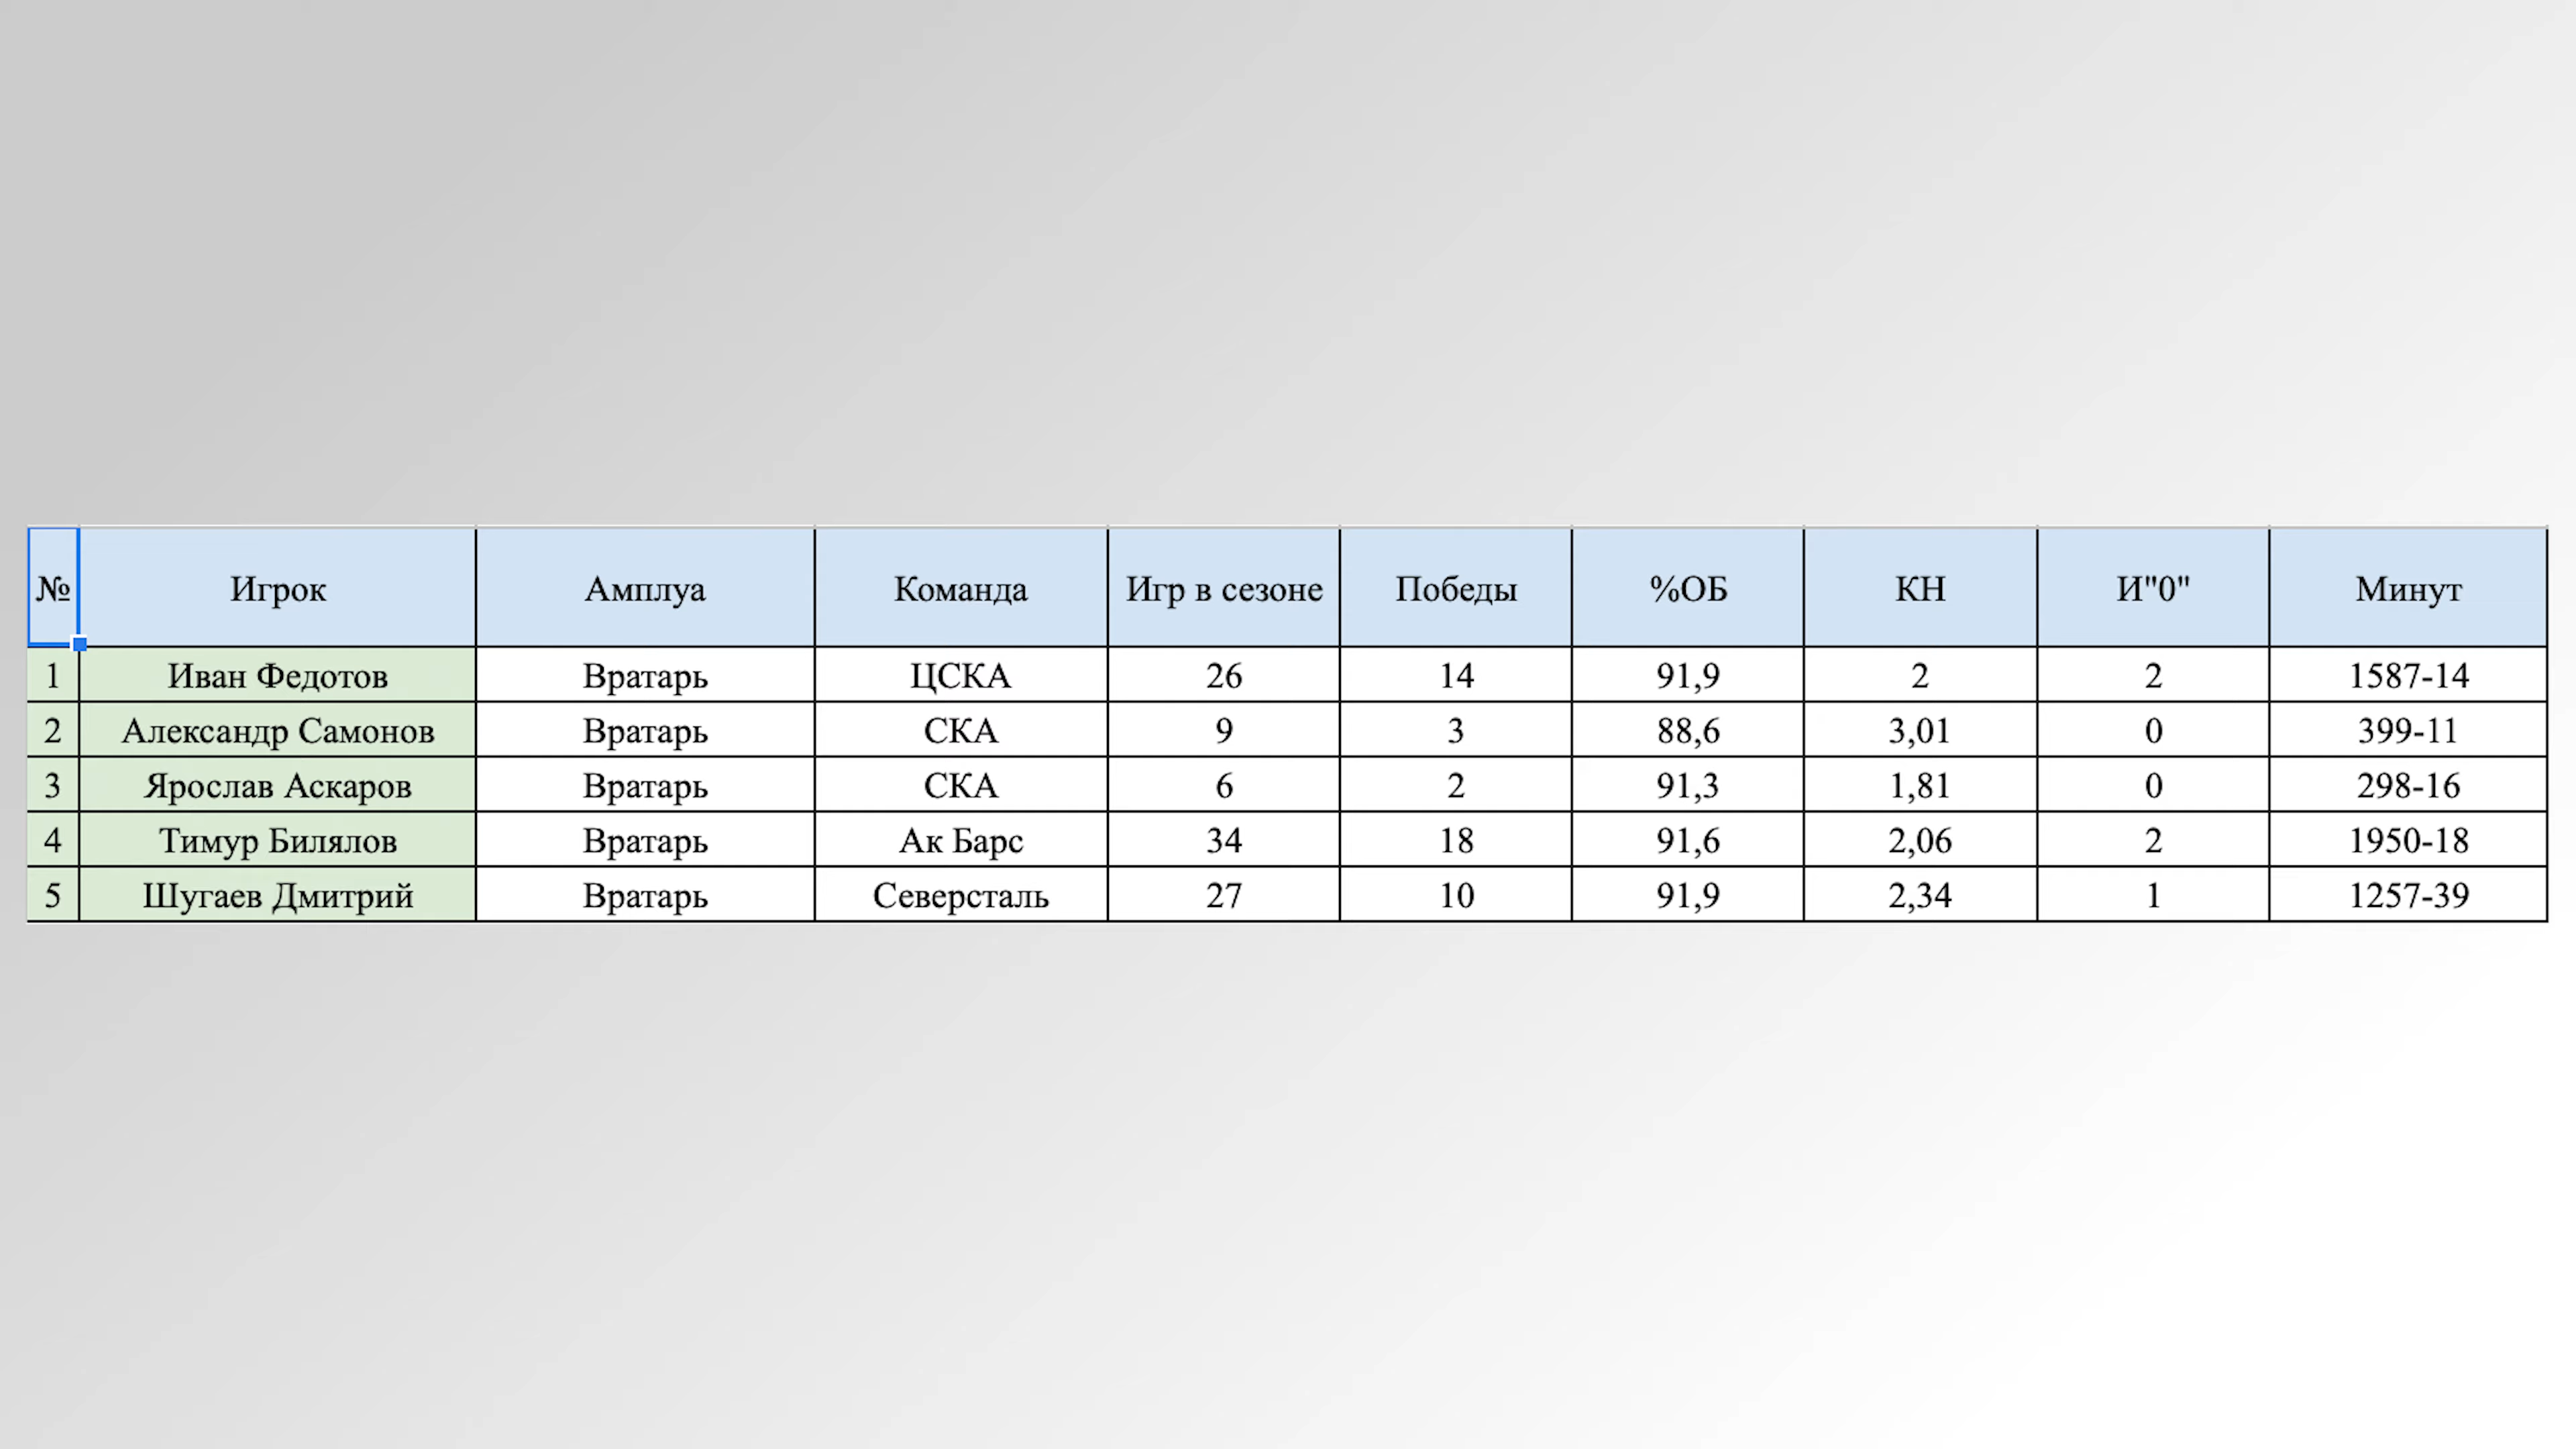 № Игрок Амплуа Команда Игр в сезоне Победы %ОБ КН И"0" Минут
1 Иван Федотов Вратарь ЦСКА 26 14 91,9 2 2 1587-14
2 Александр Самонов Вратарь СКА 9 3 88,6 3,01 0 399-11
3 Ярослав Аскаров Вратарь СКА 6 2 91,3 1,81 0 298-16
4 Тимур Билялов Вратарь Ак Барс 34 18 91,6 2,06 2 1950-18
5 Шугаев Дмитрий Вратарь Северсталь 27 10 91,9 2,34 1 1257-39